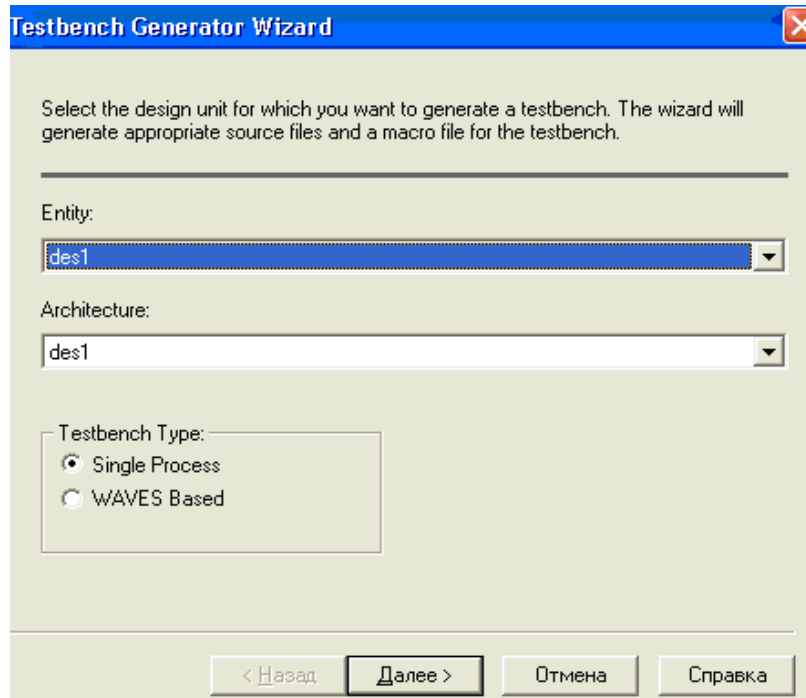 Testbench Generator Wizard
Select the design unit for which you want to generate a testbench. The wizard will
generate appropriate source files and a macro file for the testbench.
Entity:
des1
Architecture:
des1
Testbench Type:
Single Process
WAVES Based
< Назад Далее > Отмена Справка